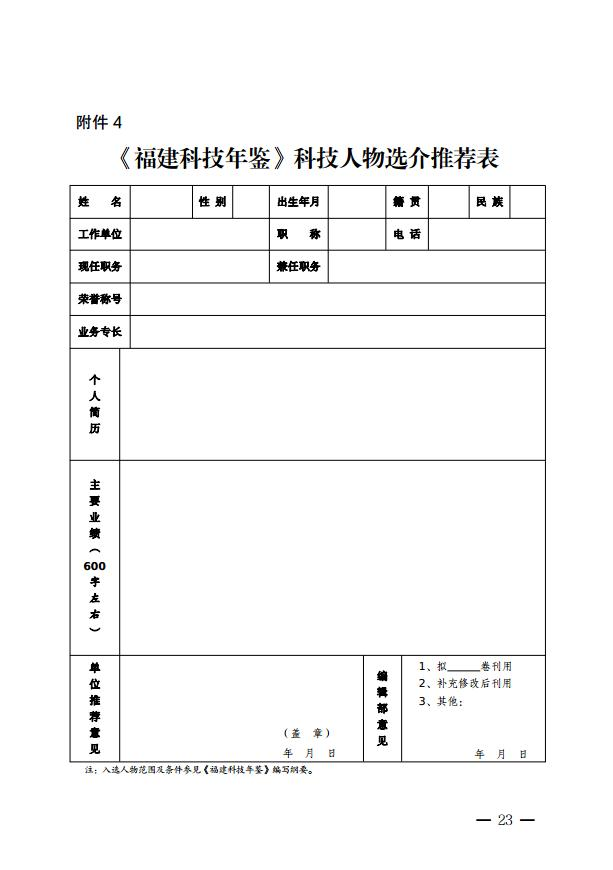 附件 4
《福建科技年鉴》科技人物选介推荐表
姓 名 性 别 出生年月 籍 贯 民 族
工作单位 职 称 电 话
现任职务 兼任职务
荣誉称号
业务专长
个
人
简
历
主
要
业
绩
（
600
字
左
右
）
单
位
推
荐
意
见
（盖 章）
年 月 日
编
辑
部
意
见
1、拟______卷刊用
2、补充修改后刊用
3、其他：
年 月 日
注：入选人物范围及条件参见《福建科技年鉴》编写纲要。
— 23 —